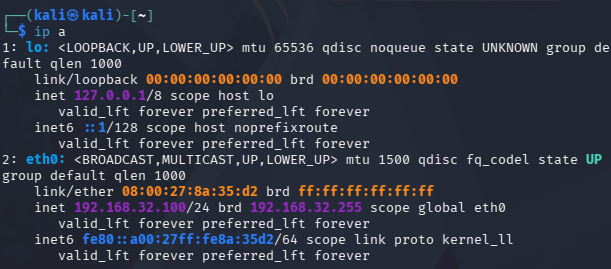 ┌──(kali㉿kali)-[~]
└─$ ip a
1: lo: <LOOPBACK,UP,LOWER_UP> mtu 65536 qdisc noqueue state UNKNOWN group de
fault qlen 1000
    link/loopback 00:00:00:00:00:00 brd 00:00:00:00:00:00
    inet 127.0.0.1/8 scope host lo
       valid_lft forever preferred_lft forever
    inet6 ::1/128 scope host noprefixroute
       valid_lft forever preferred_lft forever
2: eth0: <BROADCAST,MULTICAST,UP,LOWER_UP> mtu 1500 qdisc fq_codel state UP
group default qlen 1000
    link/ether 08:00:27:8a:35:d2 brd ff:ff:ff:ff:ff:ff
    inet 192.168.32.100/24 brd 192.168.32.255 scope global eth0
       valid_lft forever preferred_lft forever
    inet6 fe80::a00:27ff:fe8a:35d2/64 scope link proto kernel_ll
       valid_lft forever preferred_lft forever